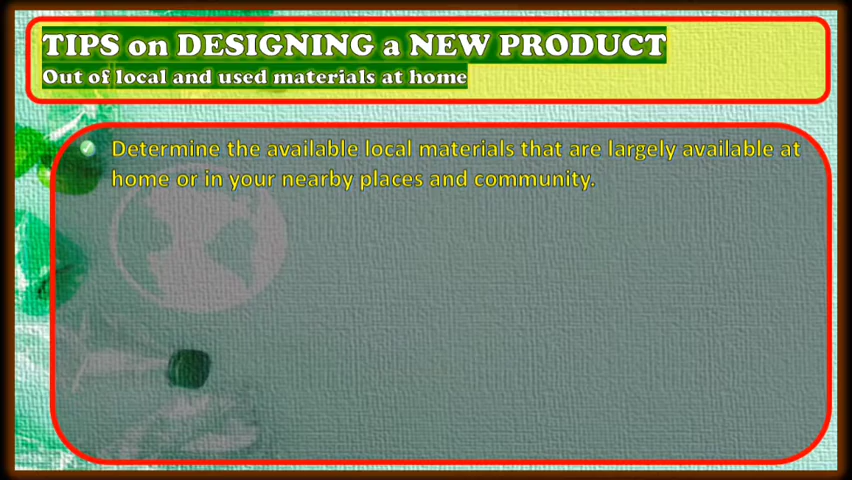 TIPS on DESIGNING a NEW PRODUCT
Out of local and used materials at home
Determine the available local materials that are largely available at
home or in your nearby places and community.